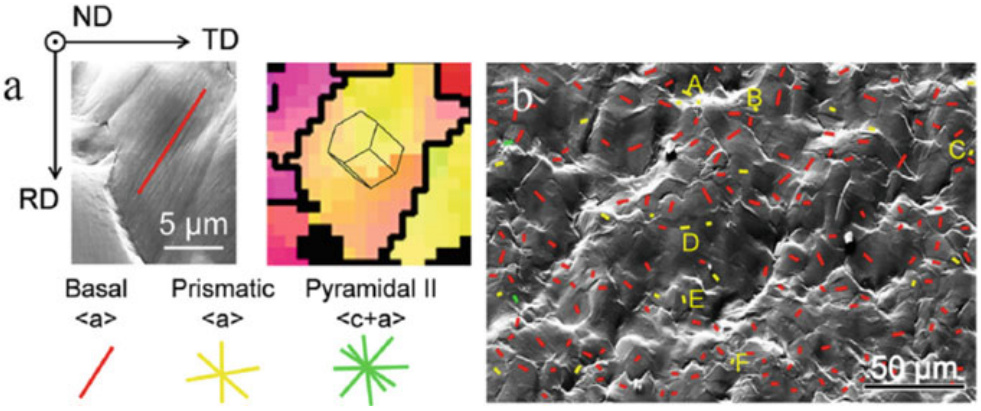 ND
TD
RD
a
5 μm
Basal
<a>
Prismatic
<a>
Pyramidal II
<c+a>
b
A
B
C
D
E
F
50 μm